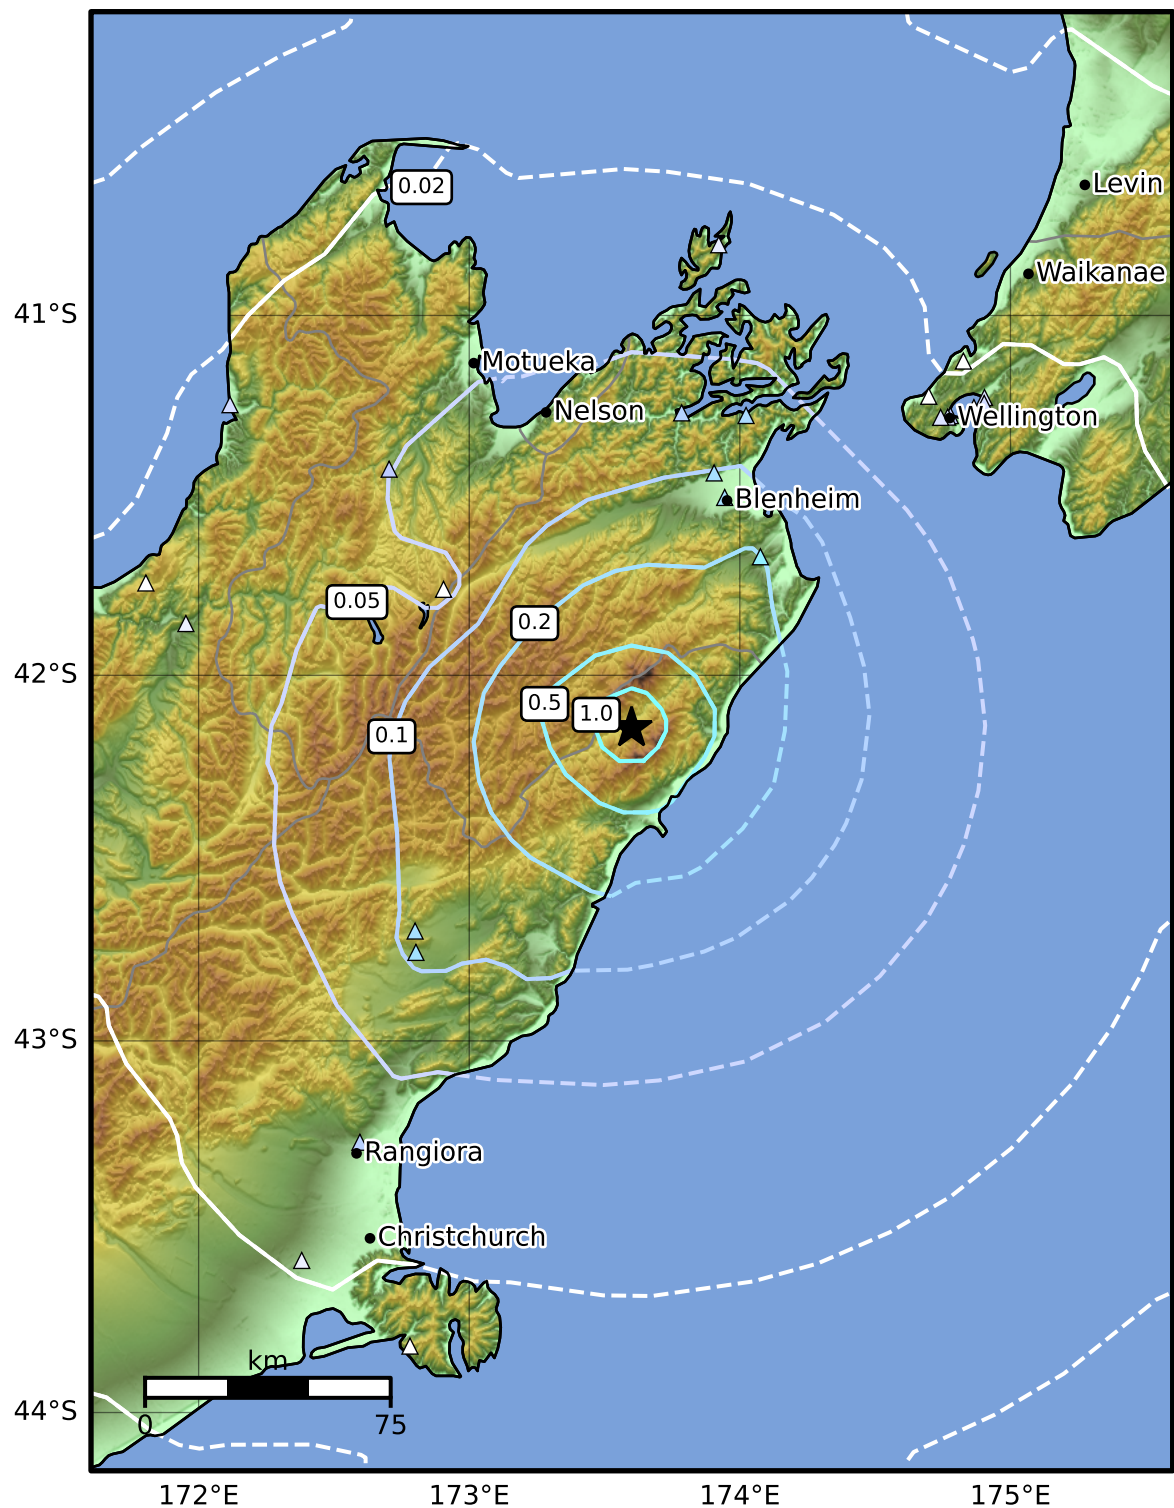 Levin
0.02
Waikanae
41°S
Motueka
Nelson
Wellington
Blenheim
0.05
0.2
42°S
0.5
1.0
0.1
43°S
Rangiora
Christchurch
km
0
75
44°S
172°E
173°E
174°E
175°E